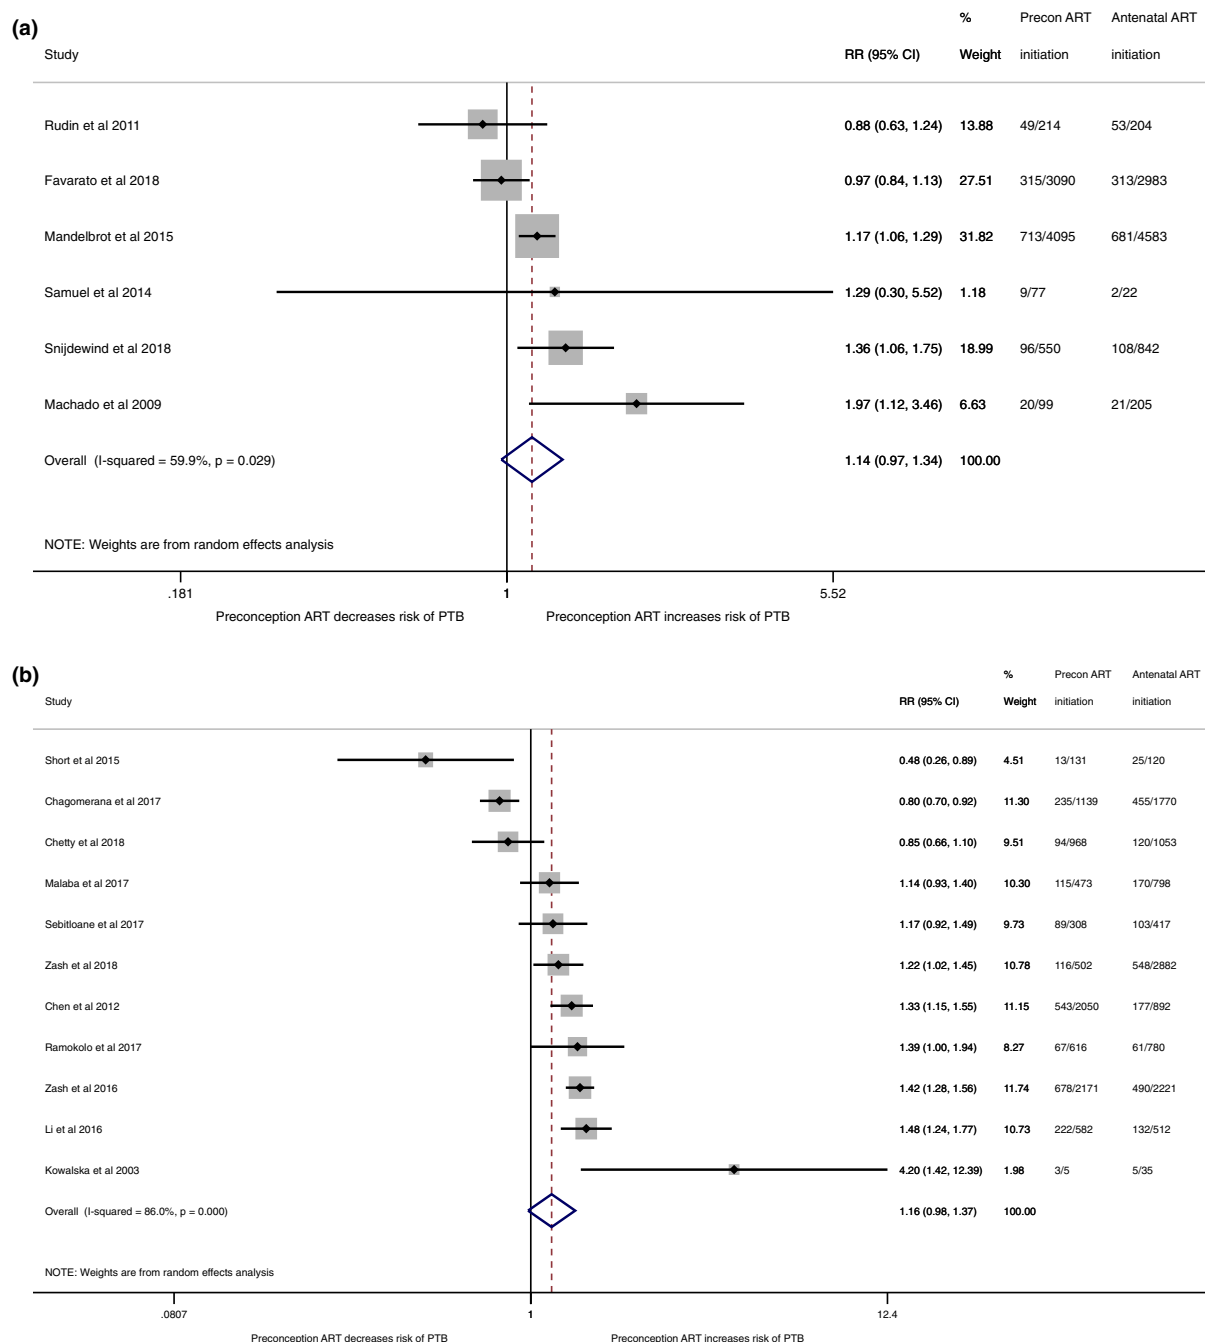 (a)
% Precon ART Antenatal ART
Study RR (95% CI) Weight initiation initiation
Rudin et al 2011 0.88 (0.63, 1.24) 13.88 49/214 53/204
Favarato et al 2018 0.97 (0.84, 1.13) 27.51 315/3090 313/2983
Mandelbrot et al 2015 1.17 (1.06, 1.29) 31.82 713/4095 681/4583
Samuel et al 2014 1.29 (0.30, 5.52) 1.18 9/77 2/22
Snijdewind et al 2018 1.36 (1.06, 1.75) 18.99 96/550 108/842
Machado et al 2009 1.97 (1.12, 3.46) 6.63 20/99 21/205
Overall (I-squared = 59.9%, p = 0.029) 1.14 (0.97, 1.34) 100.00
NOTE: Weights are from random effects analysis
.181 1 5.52
Preconception ART decreases risk of PTB Preconception ART increases risk of PTB
(b)
% Precon ART Antenatal ART
Study RR (95% CI) Weight initiation initiation
Short et al 2015 0.48 (0.26, 0.89) 4.51 13/131 25/120
Chagomerana et al 2017 0.80 (0.70, 0.92) 11.30 235/1139 455/1770
Chetty et al 2018 0.85 (0.66, 1.10) 9.51 94/968 120/1053
Malaba et al 2017 1.14 (0.93, 1.40) 10.30 115/473 170/798
Sebitloane et al 2017 1.17 (0.92, 1.49) 9.73 89/308 103/417
Zash et al 2018 1.22 (1.02, 1.45) 10.78 116/502 548/2882
Chen et al 2012 1.33 (1.15, 1.55) 11.15 543/2050 177/892
Ramokolo et al 2017 1.39 (1.00, 1.94) 8.27 67/616 61/780
Zash et al 2016 1.42 (1.28, 1.56) 11.74 678/2171 490/2221
Li et al 2016 1.48 (1.24, 1.77) 10.73 222/582 132/512
Kowalska et al 2003 4.20 (1.42, 12.39) 1.98 3/5 5/35
Overall (I-squared = 86.0%, p = 0.000) 1.16 (0.98, 1.37) 100.00
NOTE: Weights are from random effects analysis
.0807 1 12.4
Preconception ART decreases risk of PTB Preconception ART increases risk of PTB